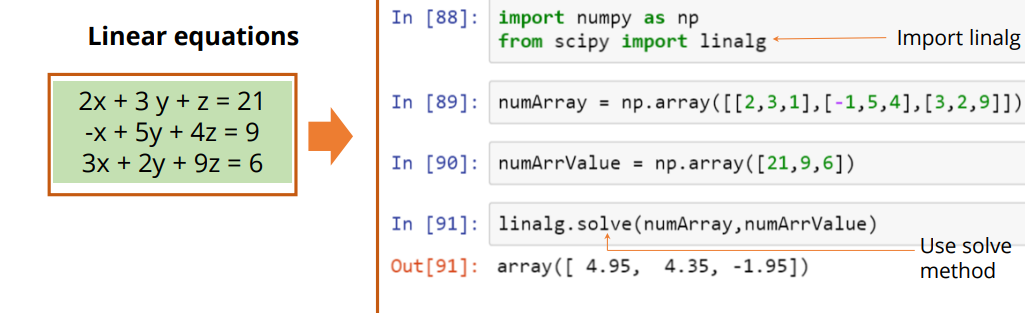 Linear equations
2x + 3 y + z = 21
-x + 5y + 4z = 9
3x + 2y + 9z = 6
In [88]: import numpy as np
from scipy import linalg
Import linalg
In [89]: numArray = np.array([[2,3,1],[-1,5,4],[3,2,9]])
In [90]: numArrValue = np.array([21,9,6])
In [91]: linalg.solve(numArray,numArrValue)
Use solve
method
Out[91]: array([ 4.95,  4.35, -1.95])